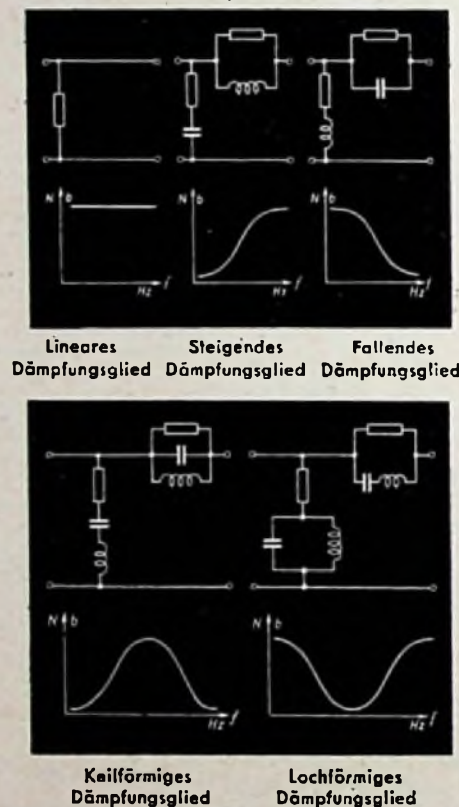 N b
Hz f
N b
Hz f
N b
Hz f
Lineares Dämpfungsglied
Steigendes Dämpfungsglied
Fallendes Dämpfungsglied
N b
Hz f
N b
Hz f
Keilförmiges Dämpfungsglied
Lochförmiges Dämpfungsglied